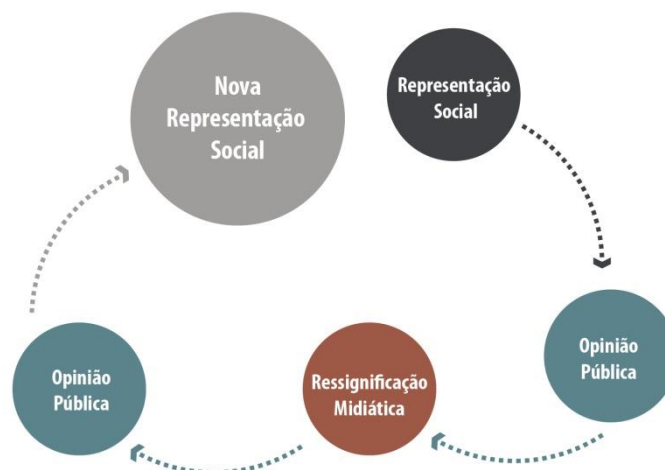 Nova
Representação
Social
Representação
Social
Opinião
Pública
Ressignificação
Midiática
Opinião
Pública